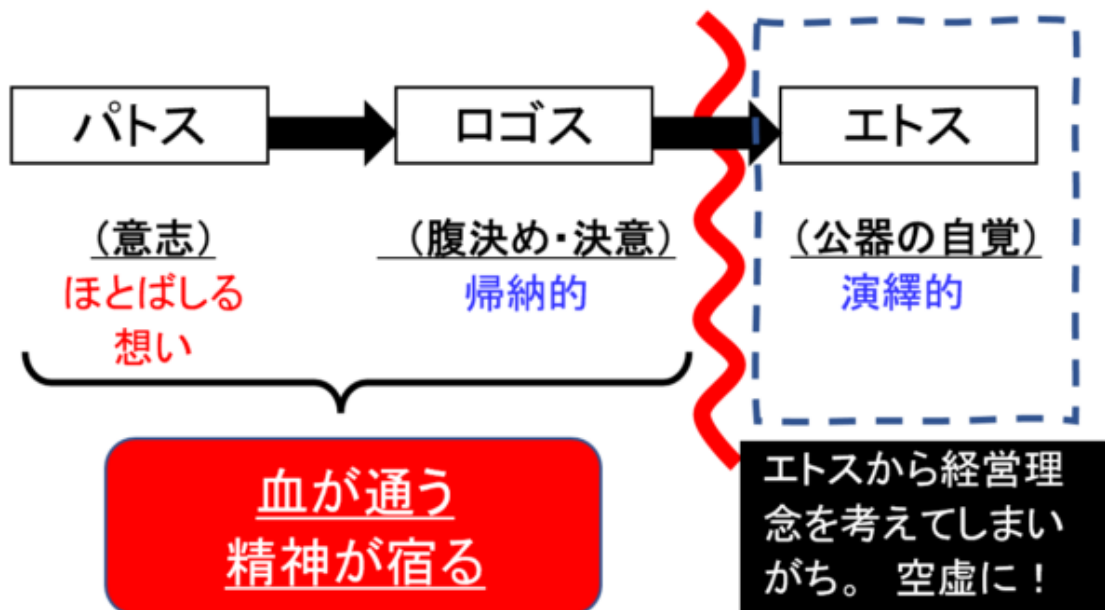 パトス
ロゴス
エトス
(意志)
ほとばしる
想い
(腹決め・決意)
帰納的
(公器の自覚)
演繹的
血が通う
精神が宿る
エトスから経営理
念を考えてしまい
がち。 空虚に！